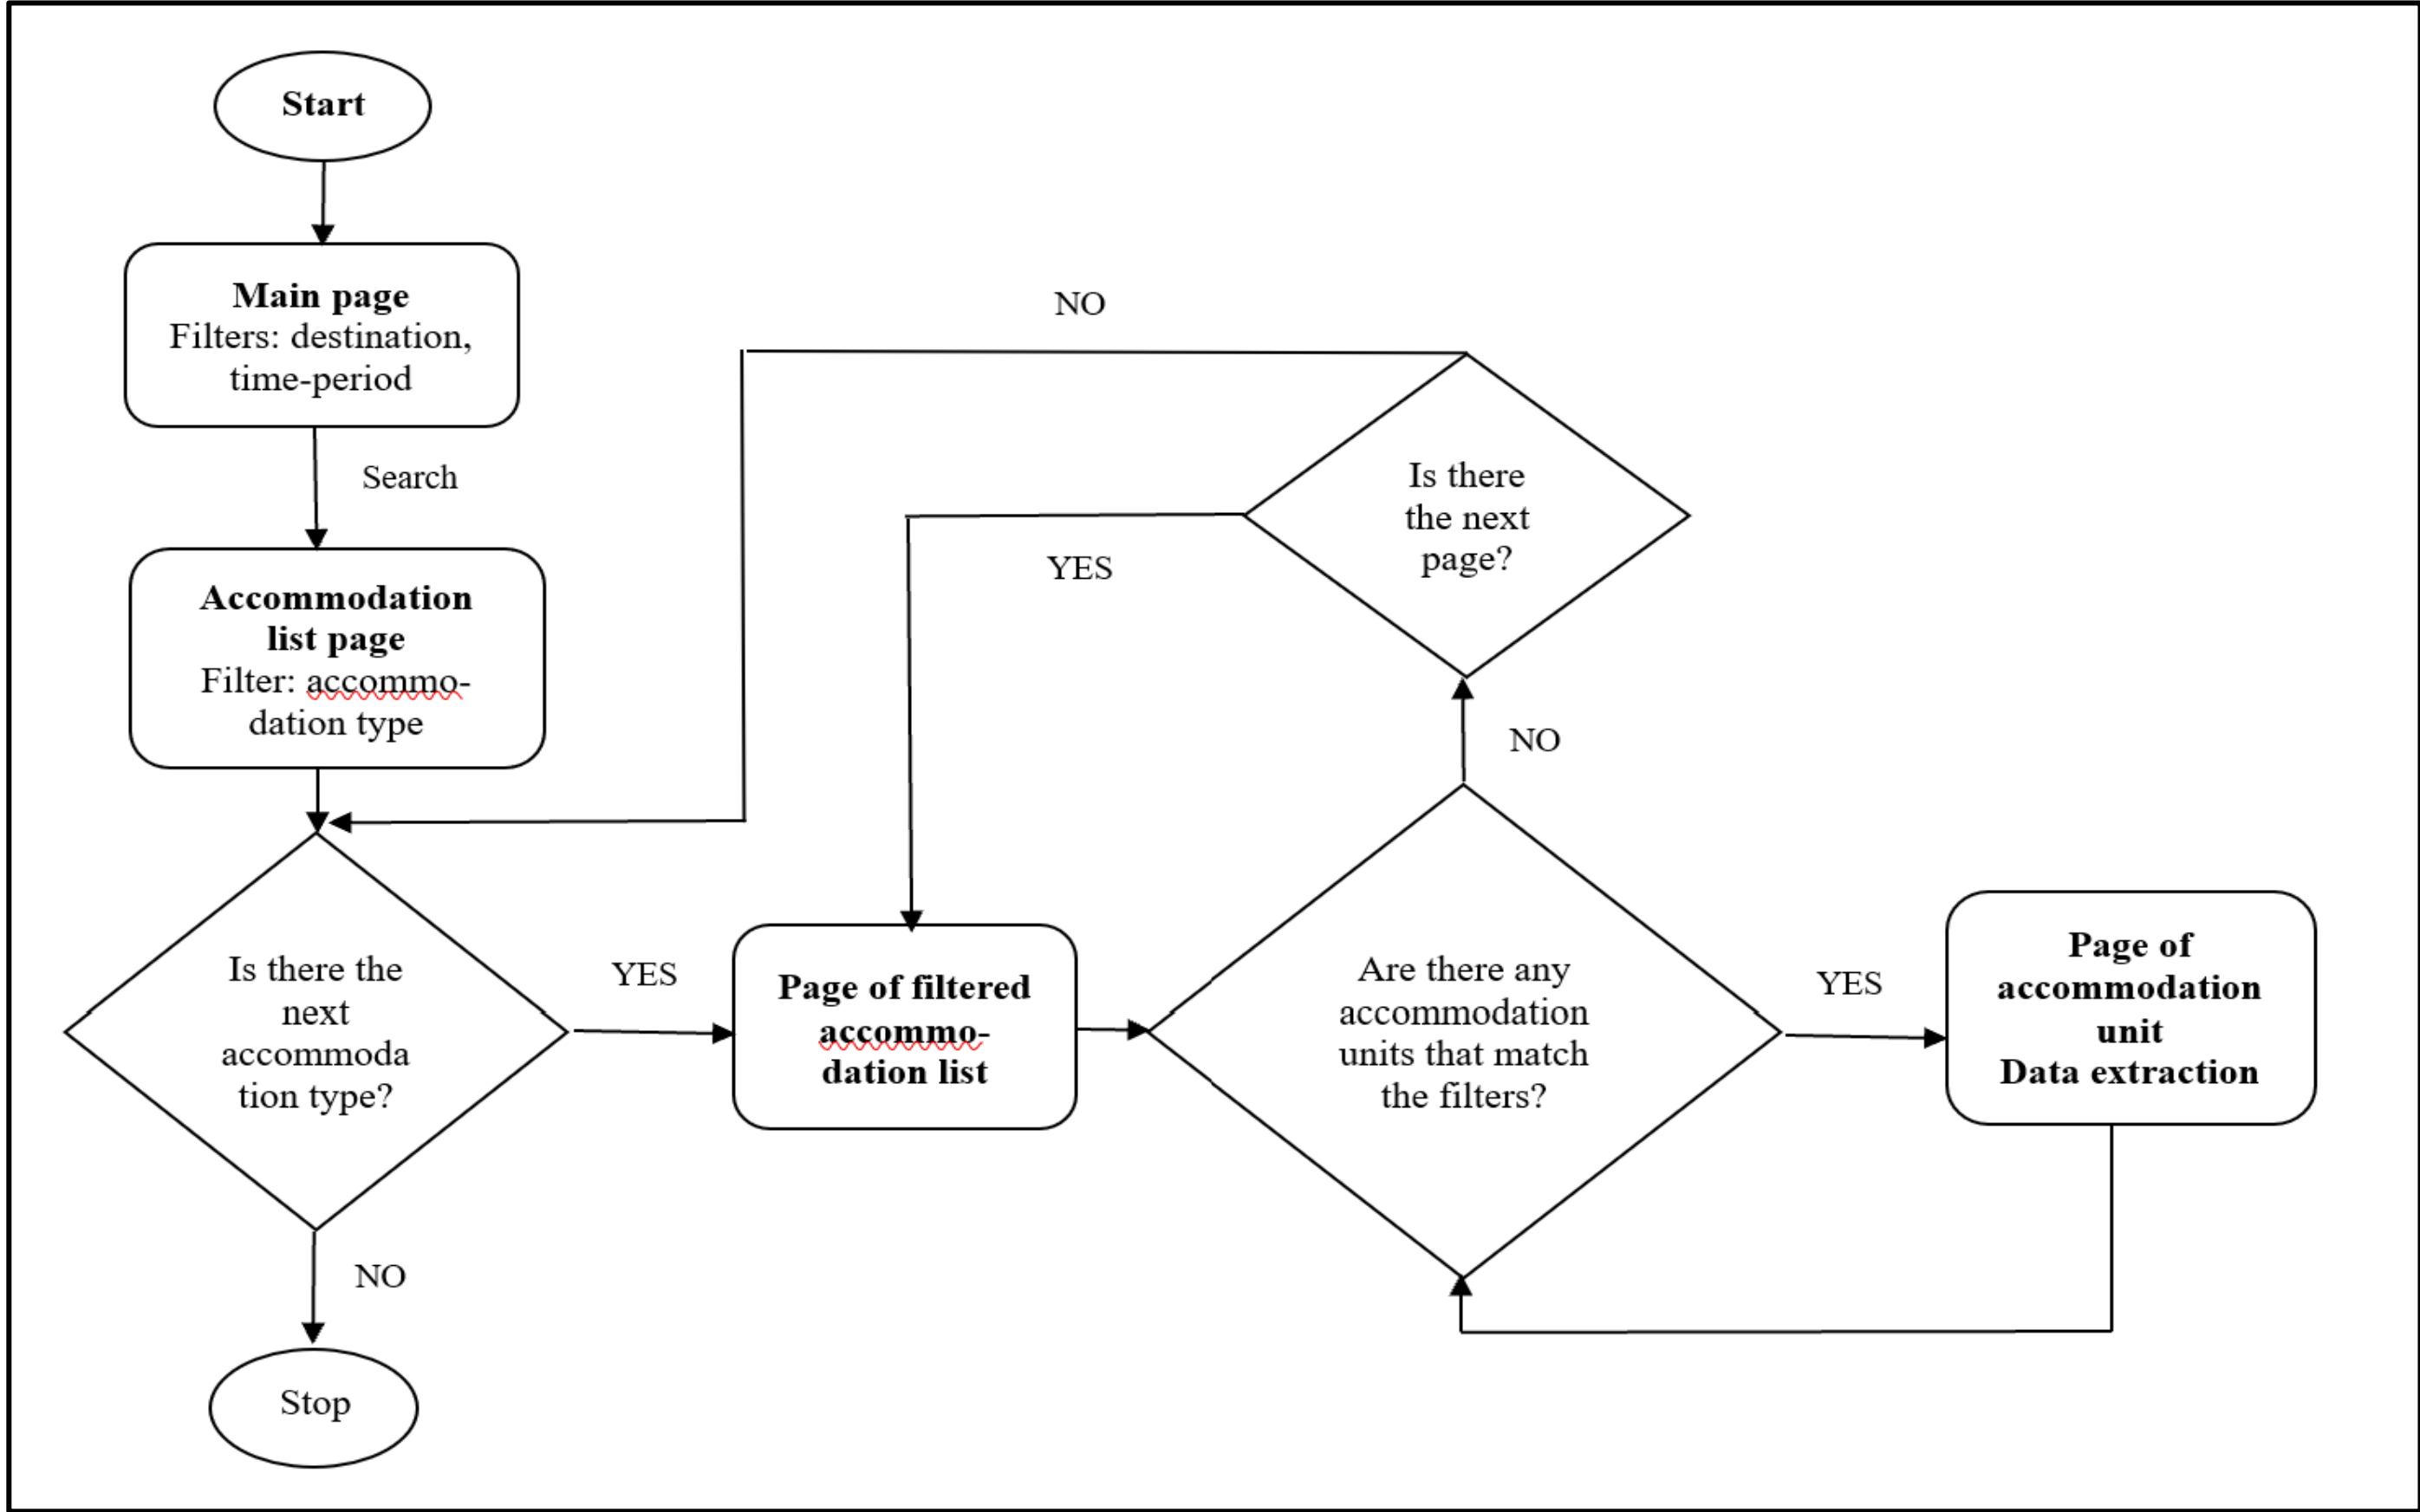 Start
Main page
Filters: destination,
time-period
Search
Accommodation
list page
Filter: accommo-
dation type
Is there the
next
accommoda
tion type?
NO
Stop
YES
Page of filtered
accommo-
dation list
Are there any
accommodation
units that match
the filters?
YES
Page of
accommodation
unit
Data extraction
NO
Is there
the next
page?
YES
NO